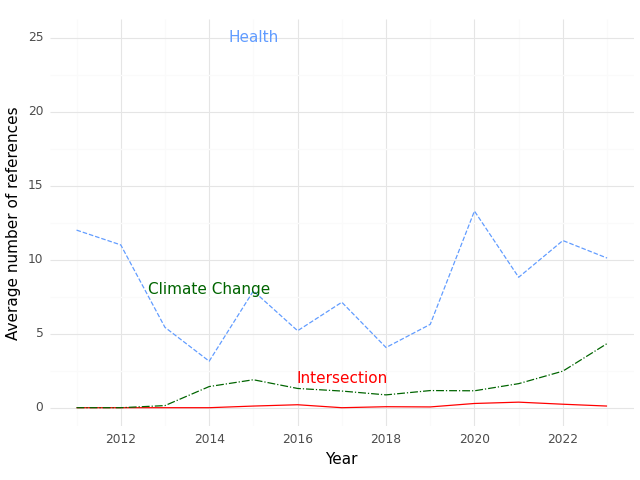 Health
Climate Change
Intersection
25
20
15
10
5
0
2012 2014 2016 2018 2020 2022
Year
Average number of references